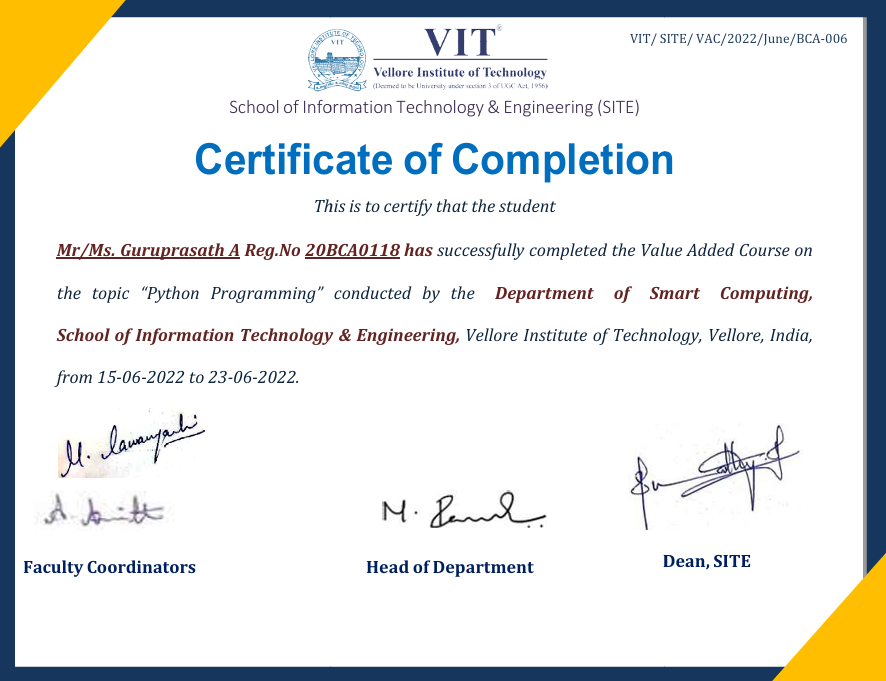 VIT/ SITE/ VAC/2022/June/BCA-006
VELLORE INSTITUTE OF TECHNOLOGY
VIT
VIT®
Vellore Institute of Technology
(Deemed to be University under section 3 of UGC Act, 1956)
School of Information Technology & Engineering (SITE)
Certificate of Completion
This is to certify that the student
Mr/Ms. Guruprasath A Reg.No 20BCA0118 has successfully completed the Value Added Course on
the topic “Python Programming” conducted by the Department of Smart Computing,
School of Information Technology & Engineering, Vellore Institute of Technology, Vellore, India,
from 15-06-2022 to 23-06-2022.
M.
A.
M.
Faculty Coordinators
Head of Department
Dean, SITE